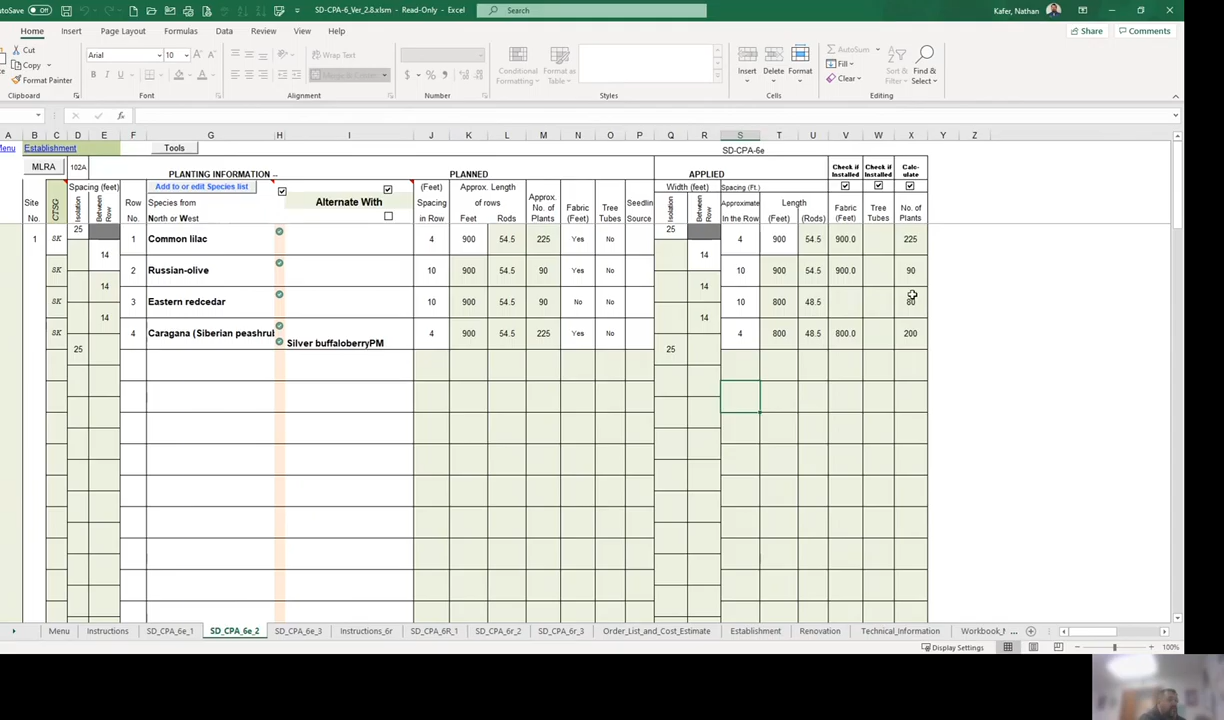 AutoSave Off SD-CPA-6_Ver_2.8.xlsm - Read-Only - Excel Search Kafer, Nathan
Home Insert Page Layout Formulas Data Review View Help Share Comments
Cut
Copy
Format Painter
Arial 10
Wrap Text
Merge & Center
Conditional Formatting
Format as Table
Insert Delete Format
AutoSum
Fill
Clear
Sort & Filter
Find & Select
Clipboard Font Alignment Number Styles Cells Editing
A B C D E F G H I J K L M N O P Q R S T U V W X Y Z
Menu Establishment Tools SD-CPA-6e
MLRA 102A PLANTING INFORMATION -- PLANNED APPLIED Check if Installed Check if Installed Calc-ulate
Spacing (feet) Add to or edit Species list (Feet) Approx. Length Width (feet) Spacing (Ft.)
Site No. CTSG Isolation Between Row Row No. Species from North or West Alternate With Spacing in Row of rows Feet Rods Approx. No. of Plants Fabric (Feet) Tree Tubes Seedlin Source Isolation Between Row Approximate In the Row Length (Feet) (Rods) Fabric (Feet) Tree Tubes No. of Plants
25 25
1 SK 1 Common lilac 4 900 54.5 225 Yes No 4 900 54.5 900.0 225
14 14
SK 2 Russian-olive 10 900 54.5 90 Yes No 10 900 54.5 900.0 90
14 14
SK 3 Eastern redcedar 10 900 54.5 90 No No 10 800 48.5 80
14 14
SK 4 Caragana (Siberian peashrul 4 900 54.5 225 Yes No 4 800 48.5 800.0 200
Silver buffaloberryPM
25 25
Menu Instructions SD_CPA_6e_1 SD_CPA_6e_2 SD_CPA_6e_3 Instructions_6r SD_CPA_6R_1 SD_CPA_6r_2 SD_CPA_6r_3 Order_List_and_Cost_Estimate Establishment Renovation Technical_Information ...
Display Settings 100%